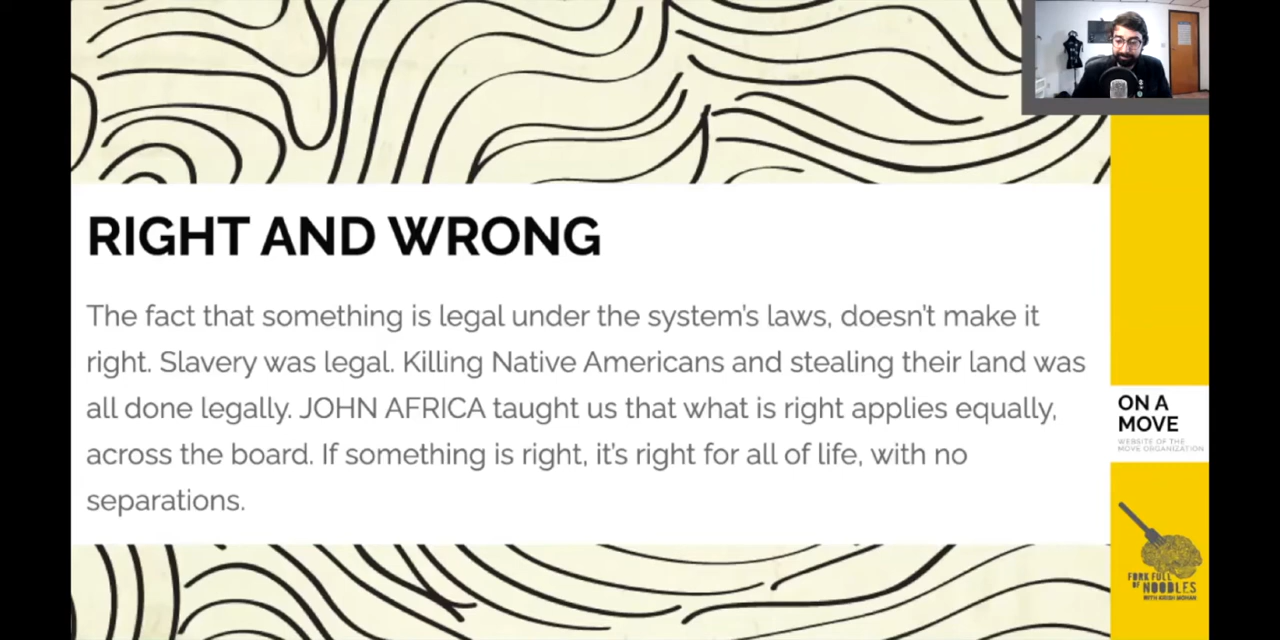 RIGHT AND WRONG
The fact that something is legal under the system's laws, doesn't make it
right. Slavery was legal. Killing Native Americans and stealing their land was
all done legally. JOHN AFRICA taught us that what is right applies equally,
across the board. If something is right, it's right for all of life, with no
separations.
ON A
MOVE
WEBSITE OF THE
MOVE ORGANIZATION
FORK FULL
OF NOODLES
WITH KRISH MOHAN